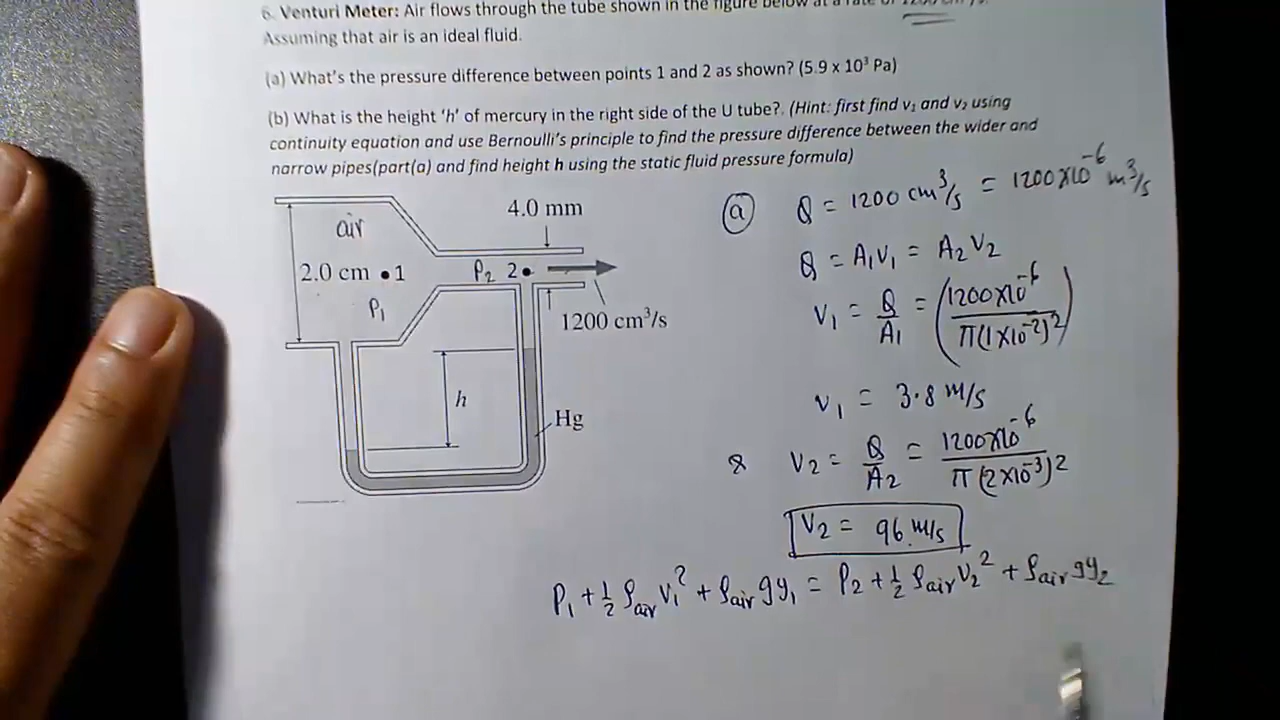 6. Venturi Meter: Air flows through the tube shown in the figure below at a rate of 1200 cm³/s.
Assuming that air is an ideal fluid.
(a) What's the pressure difference between points 1 and 2 as shown? (5.9 x 10³ Pa)
(b) What is the height 'h' of mercury in the right side of the U tube?. (Hint: first find v₁ and v₂ using
continuity equation and use Bernoulli's principle to find the pressure difference between the wider and
narrow pipes(part(a) and find height h using the static fluid pressure formula)
air
4.0 mm
2.0 cm •1
P₂ 2•
P₁
1200 cm³/s
h
Hg
(a) Q = 1200 cm³/s = 1200×10⁻⁶ m³/s
Q = A₁V₁ = A₂V₂
V₁ = Q/A₁ = (1200×10⁻⁶/π(1×10⁻²)²)
V₁ = 3.8 m/s
& V₂ = Q/A₂ = 1200×10⁻⁶/π(2×10⁻³)²
V₂ = 96 m/s
P₁ + ½ ρair V₁² + ρair g y₁ = P₂ + ½ ρair V₂² + ρair g y₂